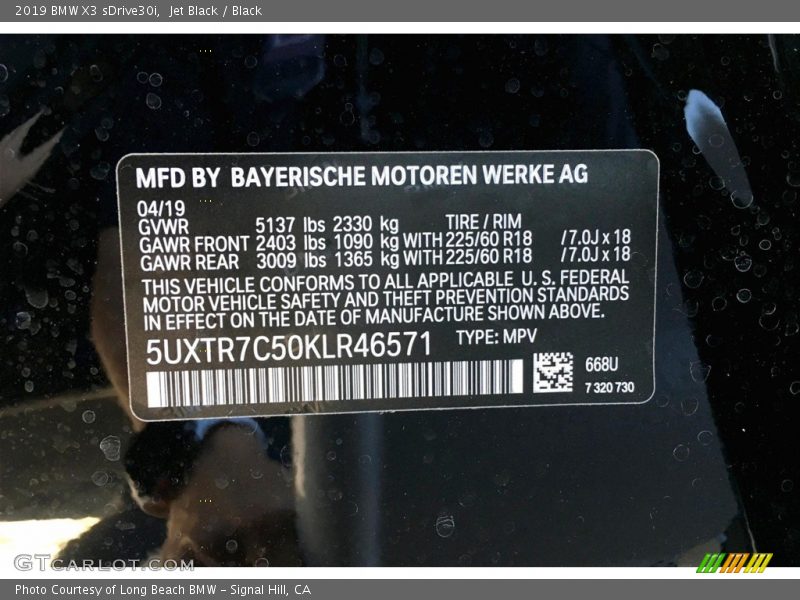 2019 BMW X3 sDrive30i, Jet Black / Black
MFD BY BAYERISCHE MOTOREN WERKE AG
04/19
GVWR 5137 lbs 2330 kg TIRE / RIM
GAWR FRONT 2403 lbs 1090 kg WITH 225/60 R18 / 7.0J x 18
GAWR REAR 3009 lbs 1365 kg WITH 225/60 R18 / 7.0J x 18
THIS VEHICLE CONFORMS TO ALL APPLICABLE U. S. FEDERAL
MOTOR VEHICLE SAFETY AND THEFT PREVENTION STANDARDS
IN EFFECT ON THE DATE OF MANUFACTURE SHOWN ABOVE.
5UXTR7C50KLR46571 TYPE: MPV
668U
7 320 730
GTCARLOT.COM
Photo Courtesy of Long Beach BMW - Signal Hill, CA